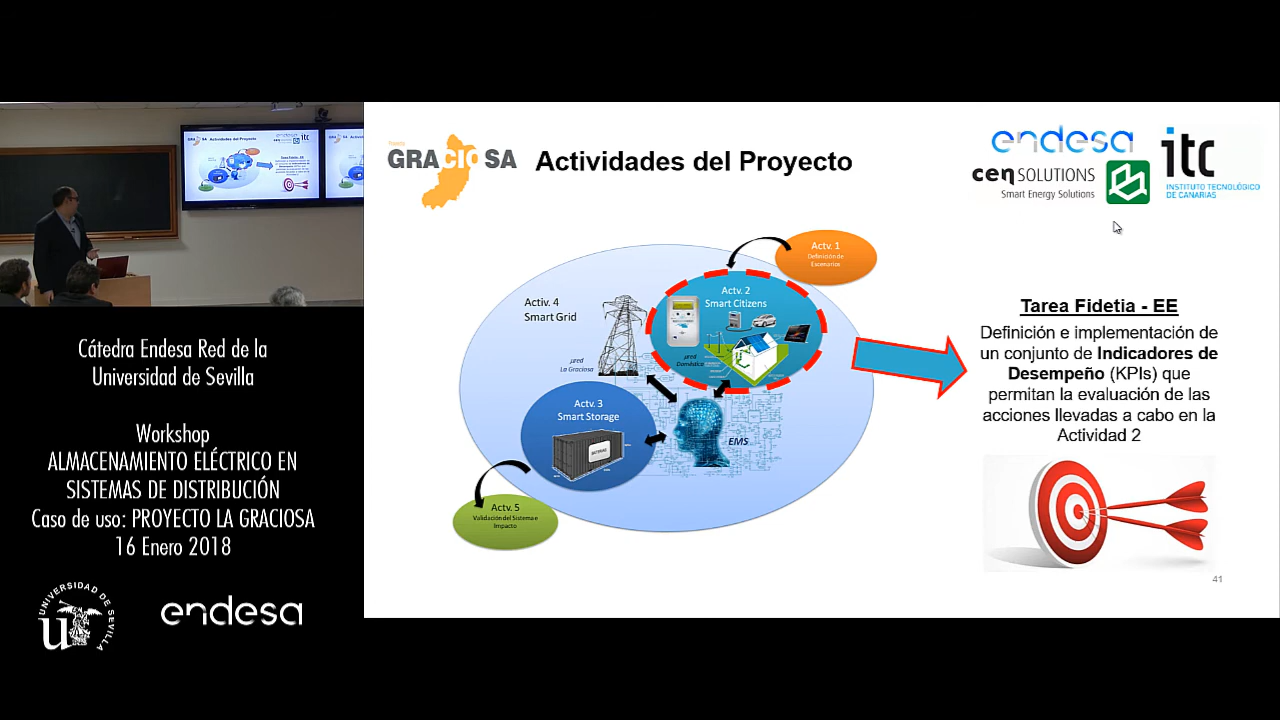 Cátedra Endesa Red de la
Universidad de Sevilla
Workshop
ALMACENAMIENTO ELÉCTRICO EN
SISTEMAS DE DISTRIBUCIÓN
Caso de uso: PROYECTO LA GRACIOSA
16 Enero 2018
UNIVERSIDAD DE SEVILLA
endesa
GRACIOSA
Actividades del Proyecto
endesa
cen SOLUTIONS
Smart Energy Solutions
itc
INSTITUTO TECNOLÓGICO
DE CANARIAS
Actv. 1
Definición de
Escenarios
Actv. 2
Smart Citizens
Activ. 4
Smart Grid
µred
La Graciosa
µred
Doméstica
Actv. 3
Smart Storage
BATERIAS
EMS
Actv. 5
Validación del Sistema e
Impacto
Tarea Fidetia - EE
Definición e implementación de
un conjunto de Indicadores de
Desempeño (KPIs) que
permitan la evaluación de las
acciones llevadas a cabo en la
Actividad 2
41